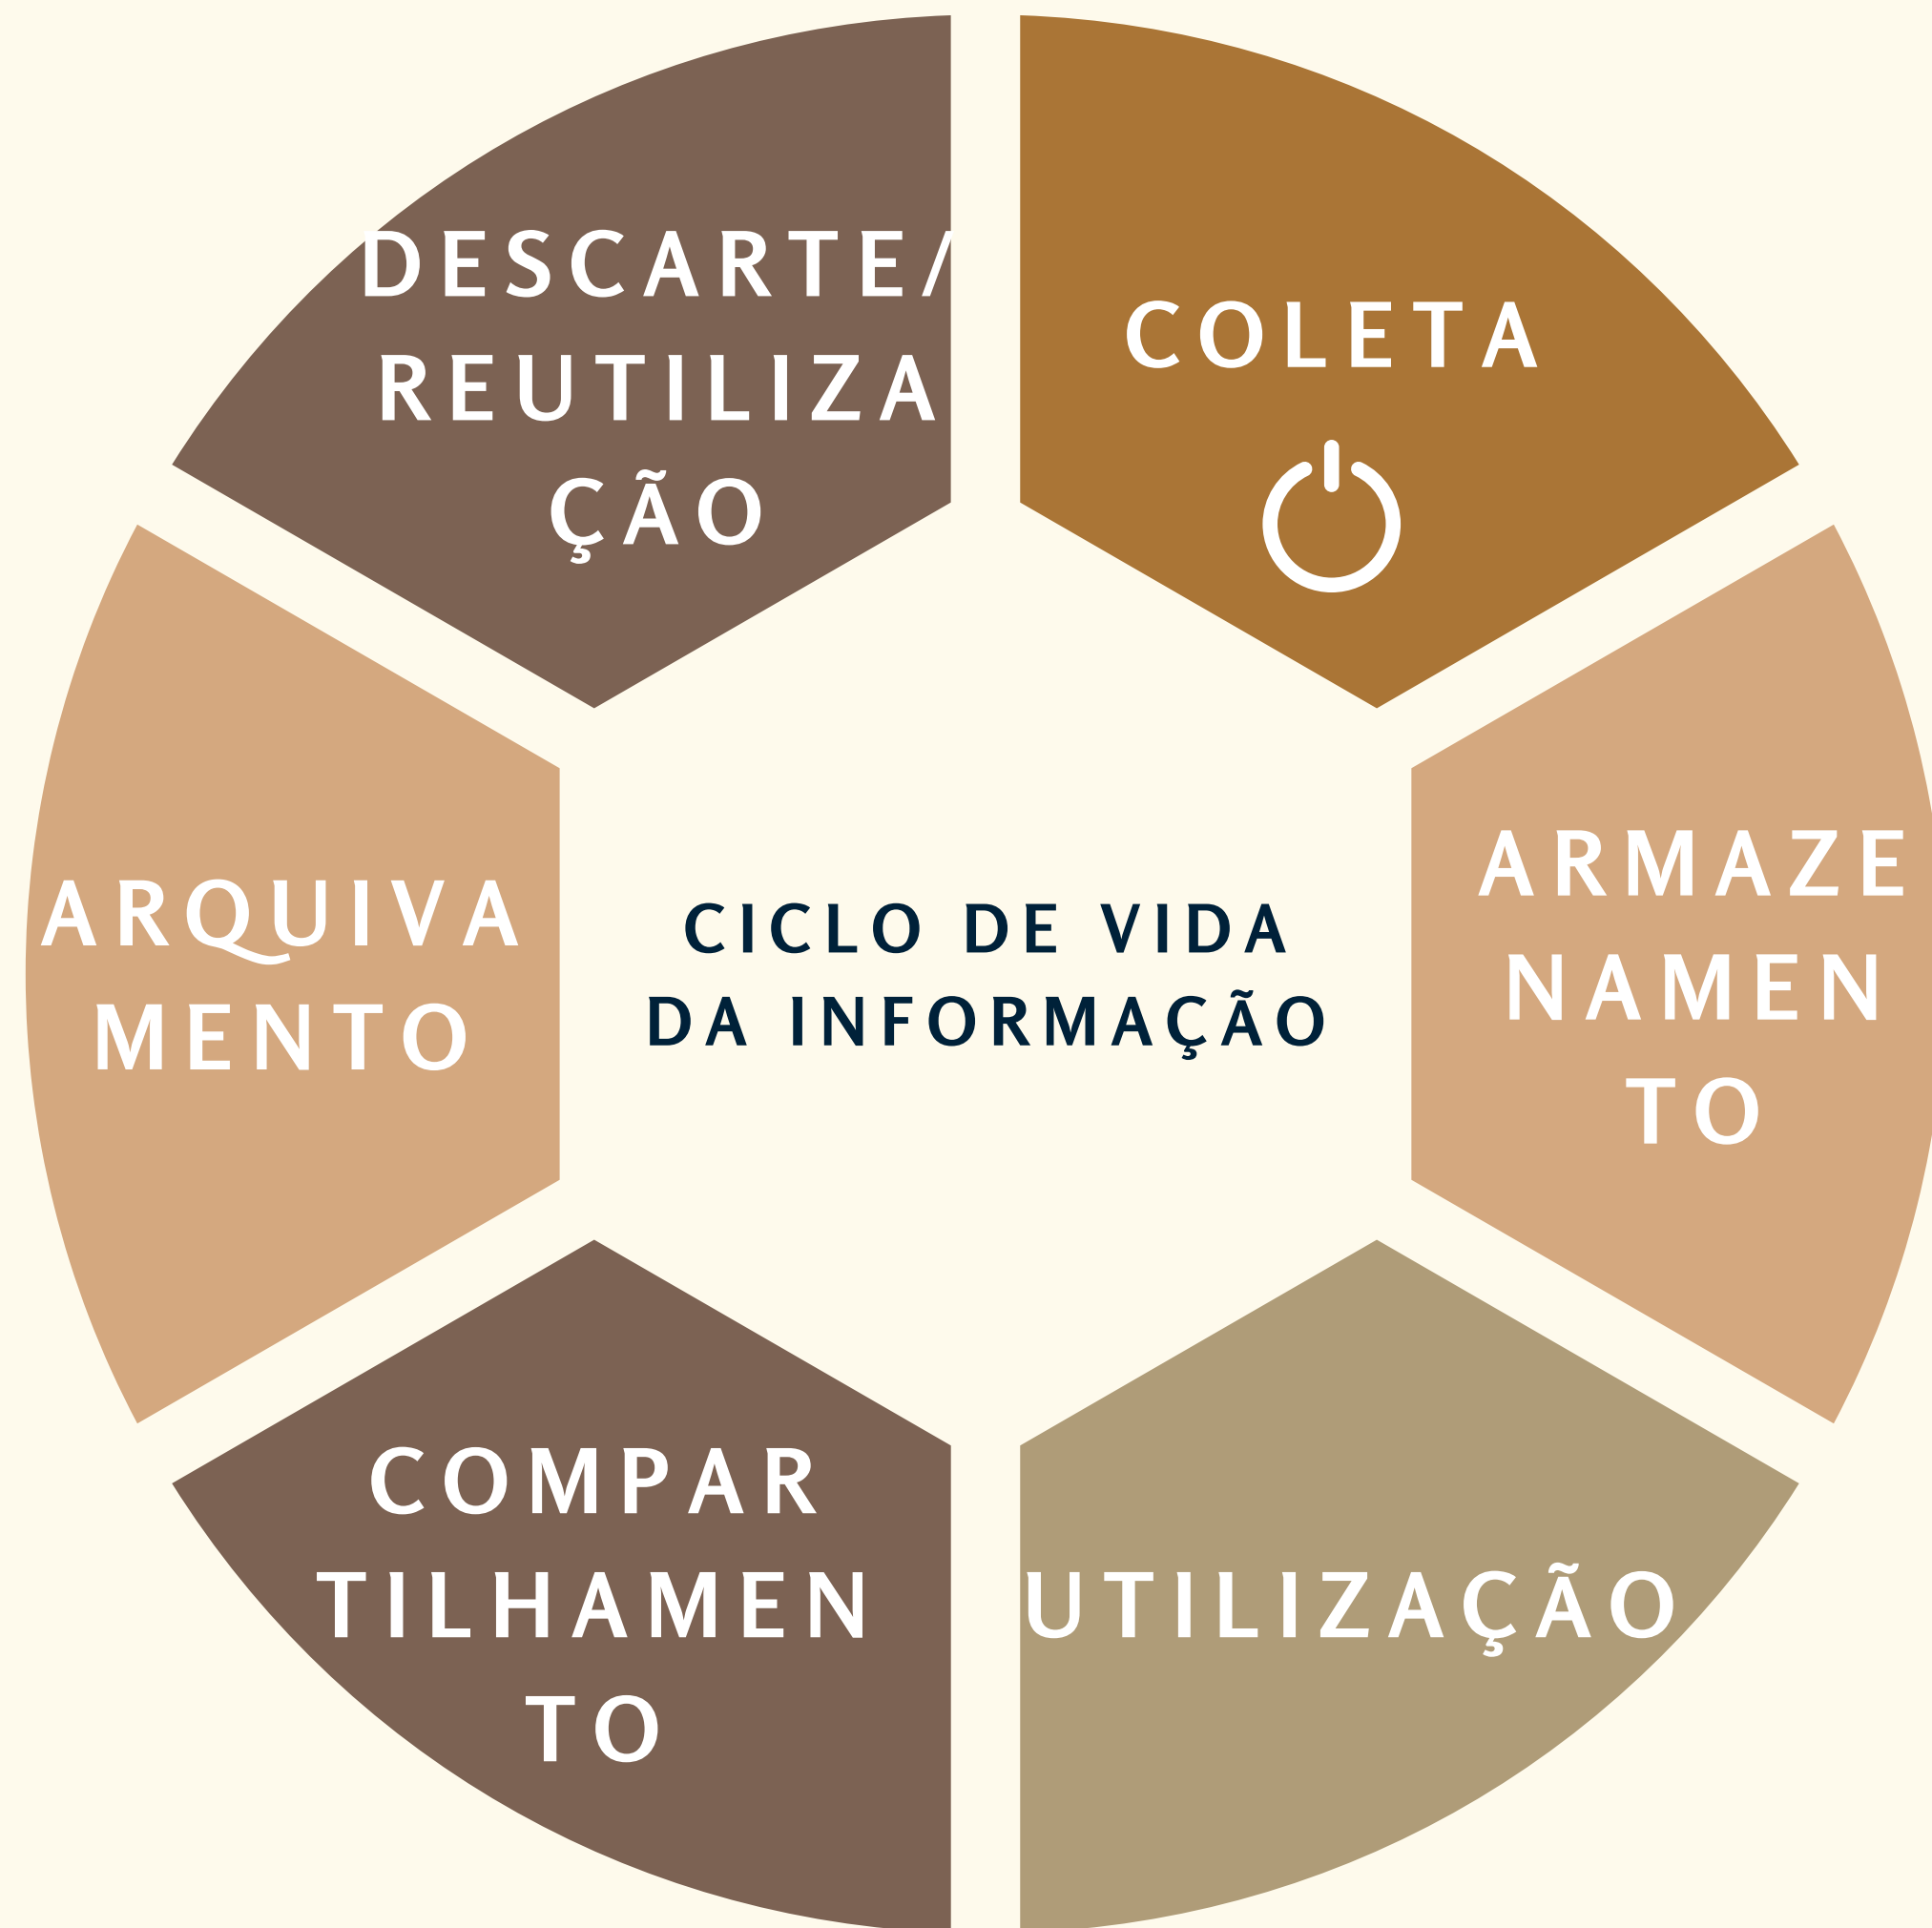 DESCARTE/
REUTILIZA
ÇÃO
COLETA
ARMAZE
NAMEN
TO
UTILIZAÇÃO
COMPAR
TILHAMEN
TO
ARQUIVA
MENTO
CICLO DE VIDA
DA INFORMAÇÃO